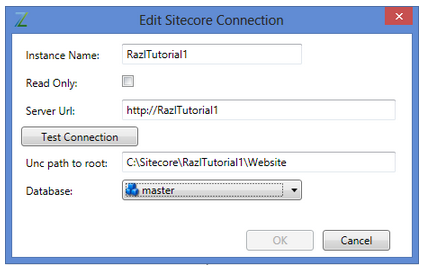 Edit Sitecore Connection
Instance Name: RazlTutorial1
Read Only:
Server Url: http://RazlTutorial1
Test Connection
Unc path to root: C:\Sitecore\RazlTutorial1\Website
Database: master
OK Cancel